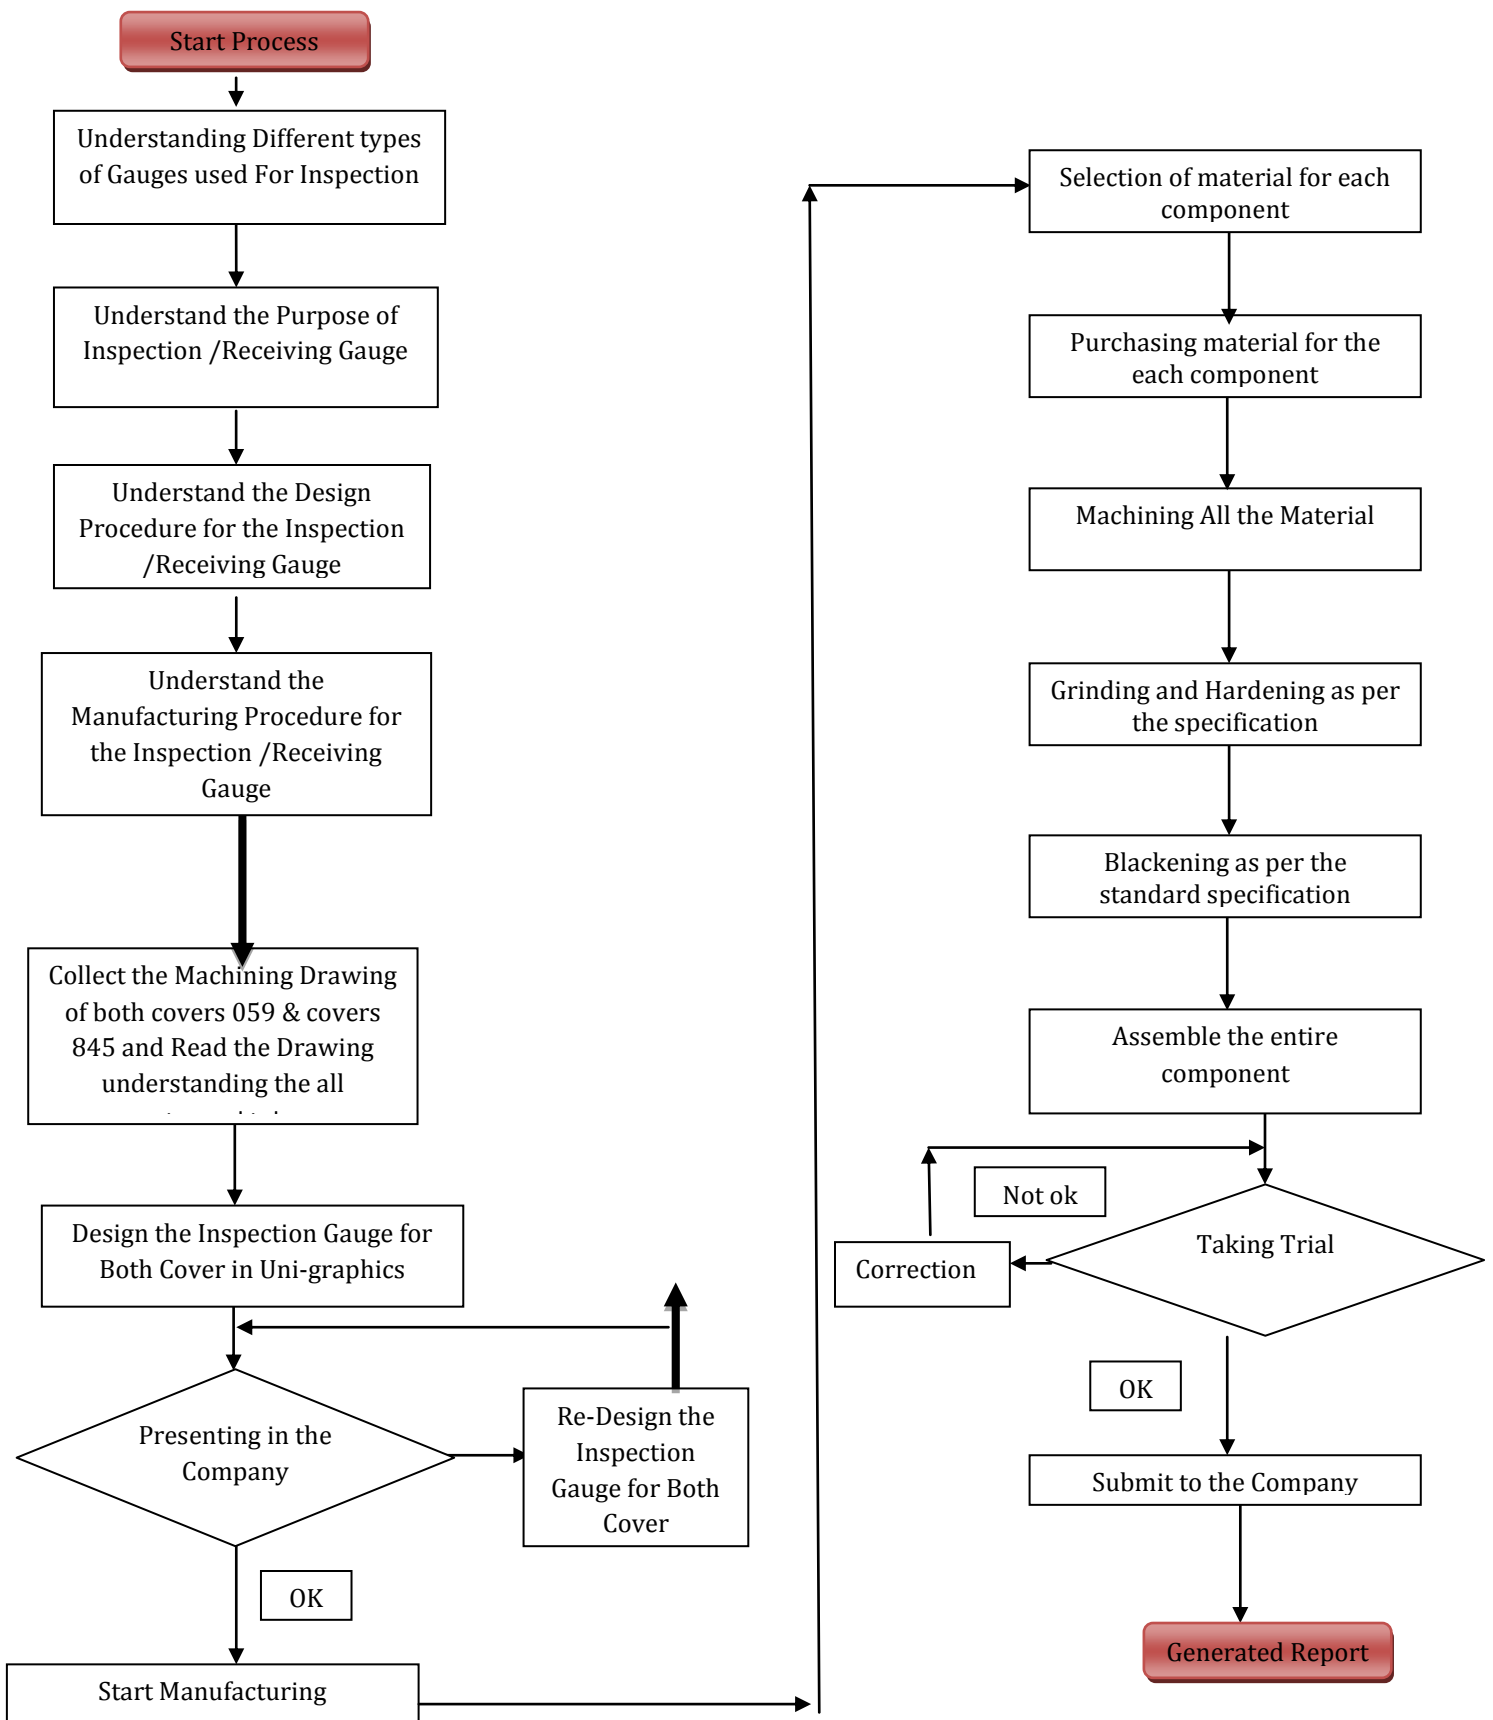 Start Process
Understanding Different types
of Gauges used For Inspection
Understand the Purpose of
Inspection /Receiving Gauge
Understand the Design
Procedure for the Inspection
/Receiving Gauge
Understand the
Manufacturing Procedure for
the Inspection /Receiving
Gauge
Collect the Machining Drawing
of both covers 059 & covers
845 and Read the Drawing
understanding the all
Design the Inspection Gauge for
Both Cover in Uni-graphics
Presenting in the
Company
Re-Design the
Inspection
Gauge for Both
Cover
OK
Start Manufacturing
Selection of material for each
component
Purchasing material for the
each component
Machining All the Material
Grinding and Hardening as per
the specification
Blackening as per the
standard specification
Assemble the entire
component
Not ok
Taking Trial
Correction
OK
Submit to the Company
Generated Report